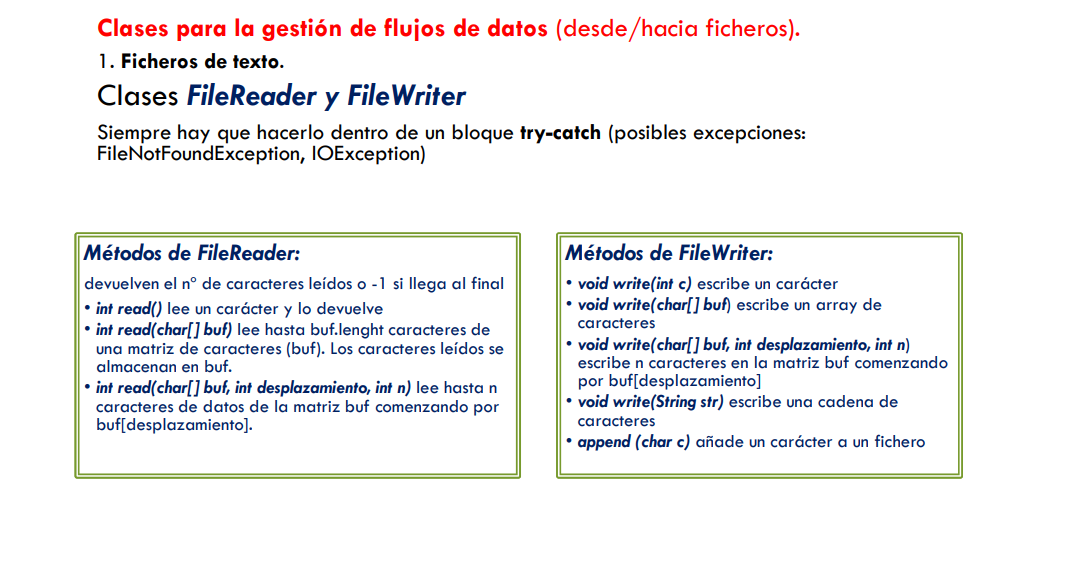 Clases para la gestión de flujos de datos (desde/hacia ficheros).
1. Ficheros de texto.
Clases FileReader y FileWriter
Siempre hay que hacerlo dentro de un bloque try-catch (posibles excepciones:
FileNotFoundException, IOException)
Métodos de FileReader:
devuelven el nº de caracteres leídos o -1 si llega al final
• int read() lee un carácter y lo devuelve
• int read(char[] buf) lee hasta buf.lenght caracteres de
una matriz de caracteres (buf). Los caracteres leídos se
almacenan en buf.
• int read(char[] buf, int desplazamiento, int n) lee hasta n
caracteres de datos de la matriz buf comenzando por
buf[desplazamiento].
Métodos de FileWriter:
• void write(int c) escribe un carácter
• void write(char[] buf) escribe un array de
caracteres
• void write(char[] buf, int desplazamiento, int n)
escribe n caracteres en la matriz buf comenzando
por buf[desplazamiento]
• void write(String str) escribe una cadena de
caracteres
• append (char c) añade un carácter a un fichero